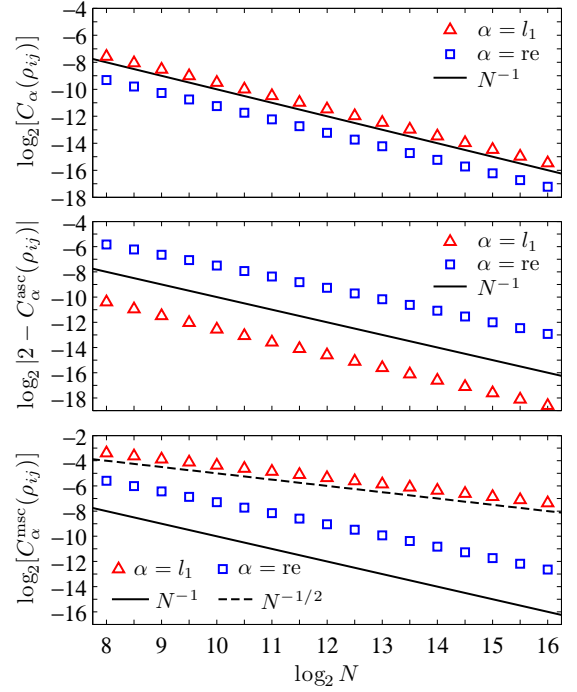 log₂[C_α(ρ_ij)]
−4
−6
−8
−10
−12
−14
−16
−18
α = l₁
α = re
N⁻¹
log₂|2 − C_α^asc(ρ_ij)|
−4
−6
−8
−10
−12
−14
−16
−18
α = l₁
α = re
N⁻¹
log₂[C_α^msc(ρ_ij)]
−2
−4
−6
−8
−10
−12
−14
−16
α = l₁ α = re
N⁻¹ N^−1/2
8 9 10 11 12 13 14 15 16
log₂ N